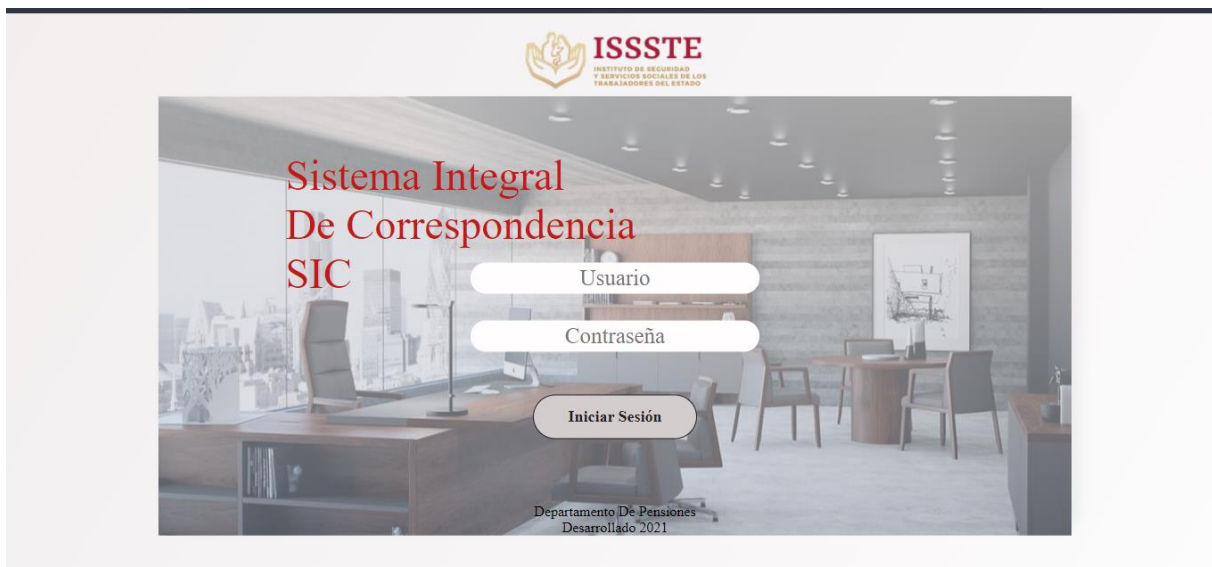 ISSSTE
INSTITUTO DE SEGURIDAD
Y SERVICIOS SOCIALES DE LOS
TRABAJADORES DEL ESTADO
Sistema Integral
De Correspondencia
SIC
Usuario
Contraseña
Iniciar Sesión
Departamento De Pensiones
Desarrollado 2021